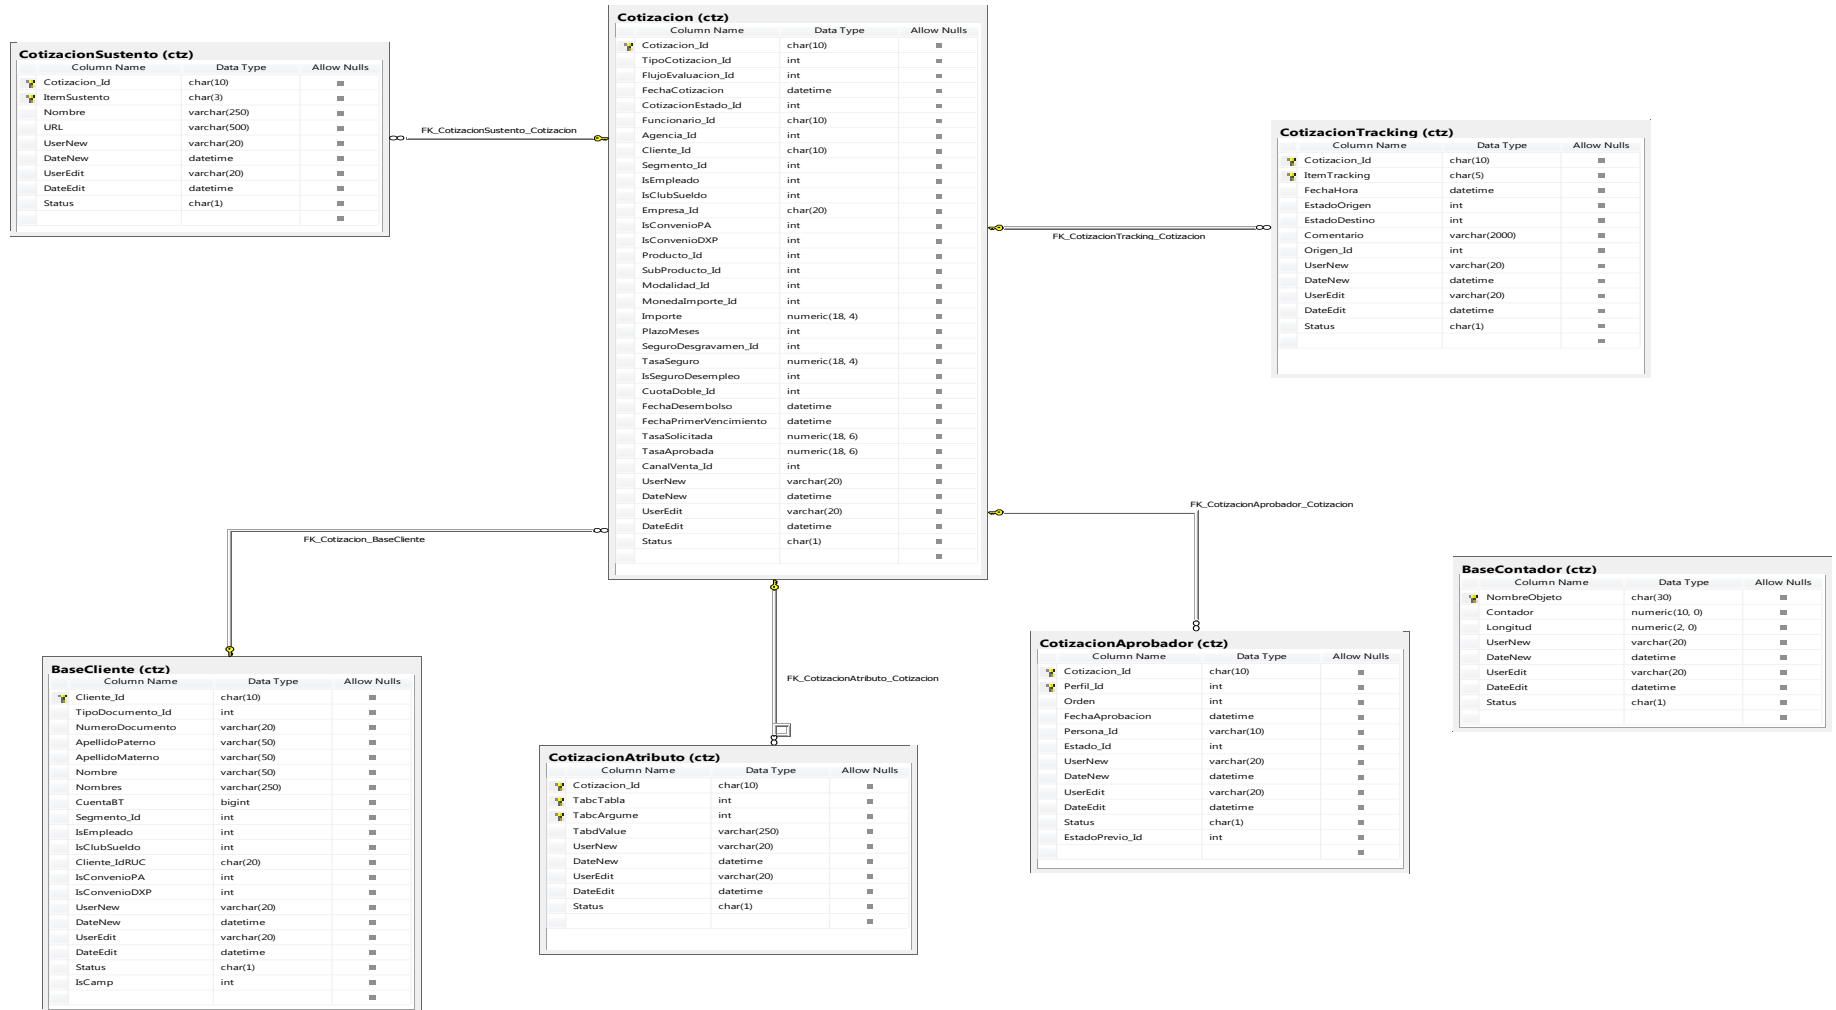 Cotizacion (ctz)
Column Name Data Type Allow Nulls
Cotizacion_Id char(10)
TipoCotizacion_Id int
FlujoEvaluacion_Id int
FechaCotizacion datetime
CotizacionEstado_Id int
Funcionario_Id char(10)
Agencia_Id int
Cliente_Id char(10)
Segmento_Id int
IsEmpleado int
IsClubSueldo int
Empresa_Id char(20)
IsConvenioPA int
IsConvenioDXP int
Producto_Id int
SubProducto_Id int
Modalidad_Id int
MonedaImporte_Id int
Importe numeric(18, 4)
PlazoMeses int
SeguroDesgravamen_Id int
TasaSeguro numeric(18, 4)
IsSeguroDesempleo int
CuotaDoble_Id int
FechaDesembolso datetime
FechaPrimerVencimiento datetime
TasaSolicitada numeric(18, 6)
TasaAprobada numeric(18, 6)
CanalVenta_Id int
UserNew varchar(20)
DateNew datetime
UserEdit varchar(20)
DateEdit datetime
Status char(1)
CotizacionSustento (ctz)
Column Name Data Type Allow Nulls
Cotizacion_Id char(10)
ItemSustento char(3)
Nombre varchar(250)
URL varchar(500)
UserNew varchar(20)
DateNew datetime
UserEdit varchar(20)
DateEdit datetime
Status char(1)
FK_CotizacionSustento_Cotizacion
CotizacionTracking (ctz)
Column Name Data Type Allow Nulls
Cotizacion_Id char(10)
ItemTracking char(5)
FechaHora datetime
EstadoOrigen int
EstadoDestino int
Comentario varchar(2000)
Origen_Id int
UserNew varchar(20)
DateNew datetime
UserEdit varchar(20)
DateEdit datetime
Status char(1)
FK_CotizacionTracking_Cotizacion
FK_CotizacionAprobador_Cotizacion
FK_Cotizacion_BaseCliente
FK_CotizacionAtributo_Cotizacion
BaseContador (ctz)
Column Name Data Type Allow Nulls
NombreObjeto char(30)
Contador numeric(10, 0)
Longitud numeric(2, 0)
UserNew varchar(20)
DateNew datetime
UserEdit varchar(20)
DateEdit datetime
Status char(1)
CotizacionAprobador (ctz)
Column Name Data Type Allow Nulls
Cotizacion_Id char(10)
Perfil_Id int
Orden int
FechaAprobacion datetime
Persona_Id varchar(10)
Estado_Id int
UserNew varchar(20)
DateNew datetime
UserEdit varchar(20)
DateEdit datetime
Status char(1)
EstadoPrevio_Id int
BaseCliente (ctz)
Column Name Data Type Allow Nulls
Cliente_Id char(10)
TipoDocumento_Id int
NumeroDocumento varchar(20)
ApellidoPaterno varchar(50)
ApellidoMaterno varchar(50)
Nombre varchar(50)
Nombres varchar(250)
CuentaBT bigint
Segmento_Id int
IsEmpleado int
IsClubSueldo int
Cliente_IdRUC char(20)
IsConvenioPA int
IsConvenioDXP int
UserNew varchar(20)
DateNew datetime
UserEdit varchar(20)
DateEdit datetime
Status char(1)
IsCamp int
CotizacionAtributo (ctz)
Column Name Data Type Allow Nulls
Cotizacion_Id char(10)
TabcTabla int
TabcArgume int
TabdValue varchar(250)
UserNew varchar(20)
DateNew datetime
UserEdit varchar(20)
DateEdit datetime
Status char(1)